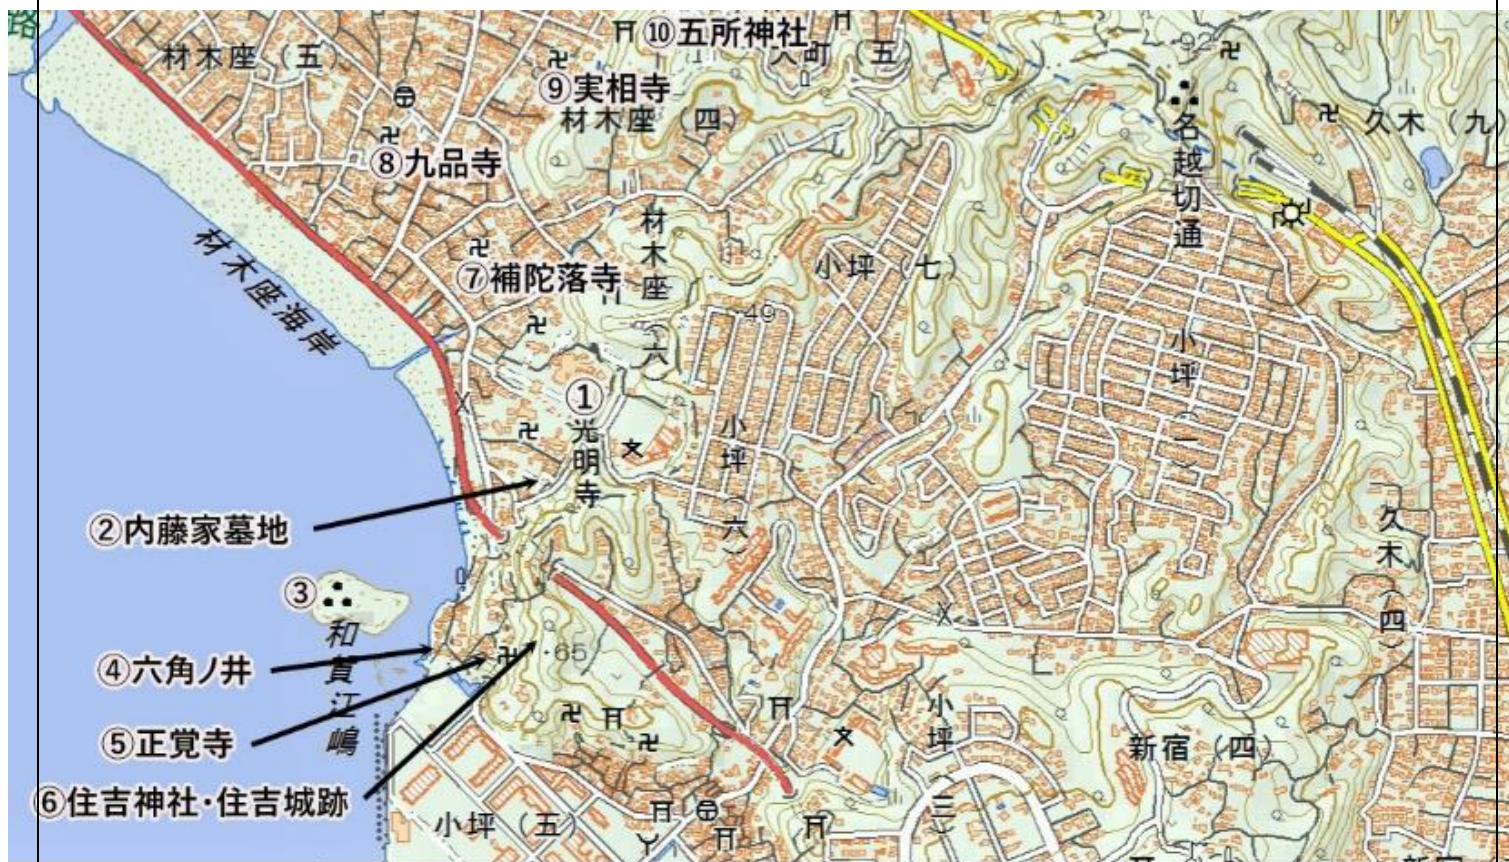 路
⑩五所神社
大町（五
92
材木座（五）
⑨実相寺
材木座（四）
名越切通
久木（九
⑧九品寺
材木座海岸
材木座（六）
小坪（七）
⑦補陀落寺
49
小坪（一）
①光明寺
小坪（六）
②内藤家墓地
久木（四）
③
和賀江嶋
④六角ノ井
65
⑤正覚寺
小坪（三）
新宿（四）
⑥住吉神社・住吉城跡
小坪（五）